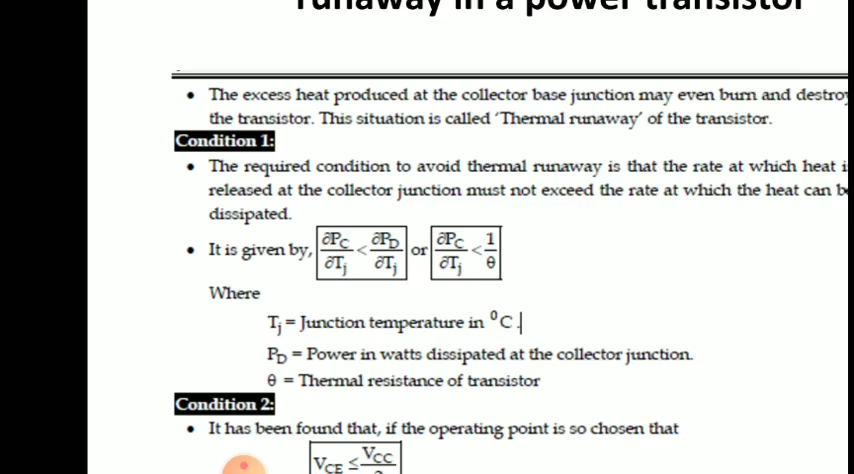 runaway in a power transistor
• The excess heat produced at the collector base junction may even burn and destroy
the transistor. This situation is called ‘Thermal runaway’ of the transistor.
Condition 1:
• The required condition to avoid thermal runaway is that the rate at which heat i
released at the collector junction must not exceed the rate at which the heat can be
dissipated.
• It is given by, ∂P_C/∂T_j < ∂P_D/∂T_j or ∂P_C/∂T_j < 1/θ
Where
T_j = Junction temperature in ⁰C.
P_D = Power in watts dissipated at the collector junction.
θ = Thermal resistance of transistor
Condition 2:
• It has been found that, if the operating point is so chosen that
V_CE ≤ V_CC